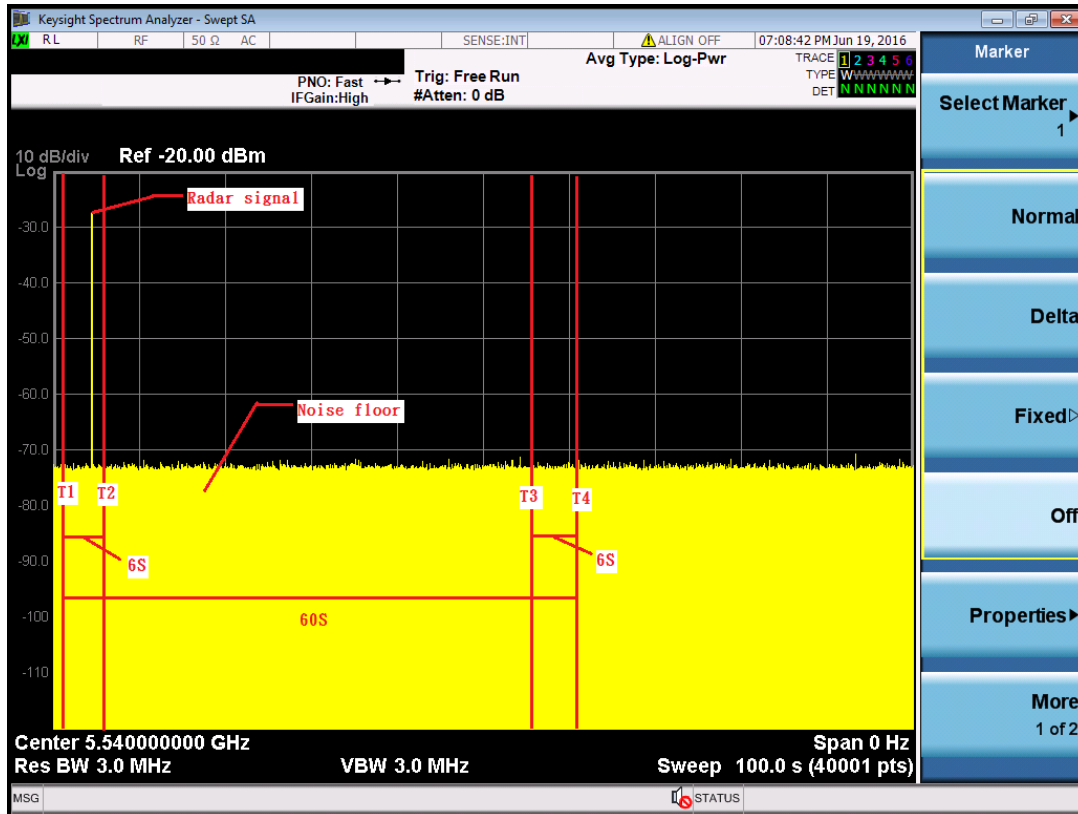 Keysight Spectrum Analyzer - Swept SA
LXI RL RF 50 Ω AC SENSE:INT ALIGN OFF 07:08:42 PM Jun 19, 2016
Avg Type: Log-Pwr
TRACE 1 2 3 4 5 6
TYPE WWWWWWW
DET N N N N N N
PNO: Fast
IFGain:High
Trig: Free Run
#Atten: 0 dB
10 dB/div
Log
Ref -20.00 dBm
Radar signal
-30.0
-40.0
-50.0
-60.0
Noise floor
-70.0
T1
T2
T3
T4
-80.0
-90.0
6S
6S
-100
60S
-110
Center 5.540000000 GHz
Span 0 Hz
Res BW 3.0 MHz
VBW 3.0 MHz
Sweep 100.0 s (40001 pts)
MSG
STATUS
Marker
Select Marker
1
Normal
Delta
Fixed
Off
Properties
More
1 of 2